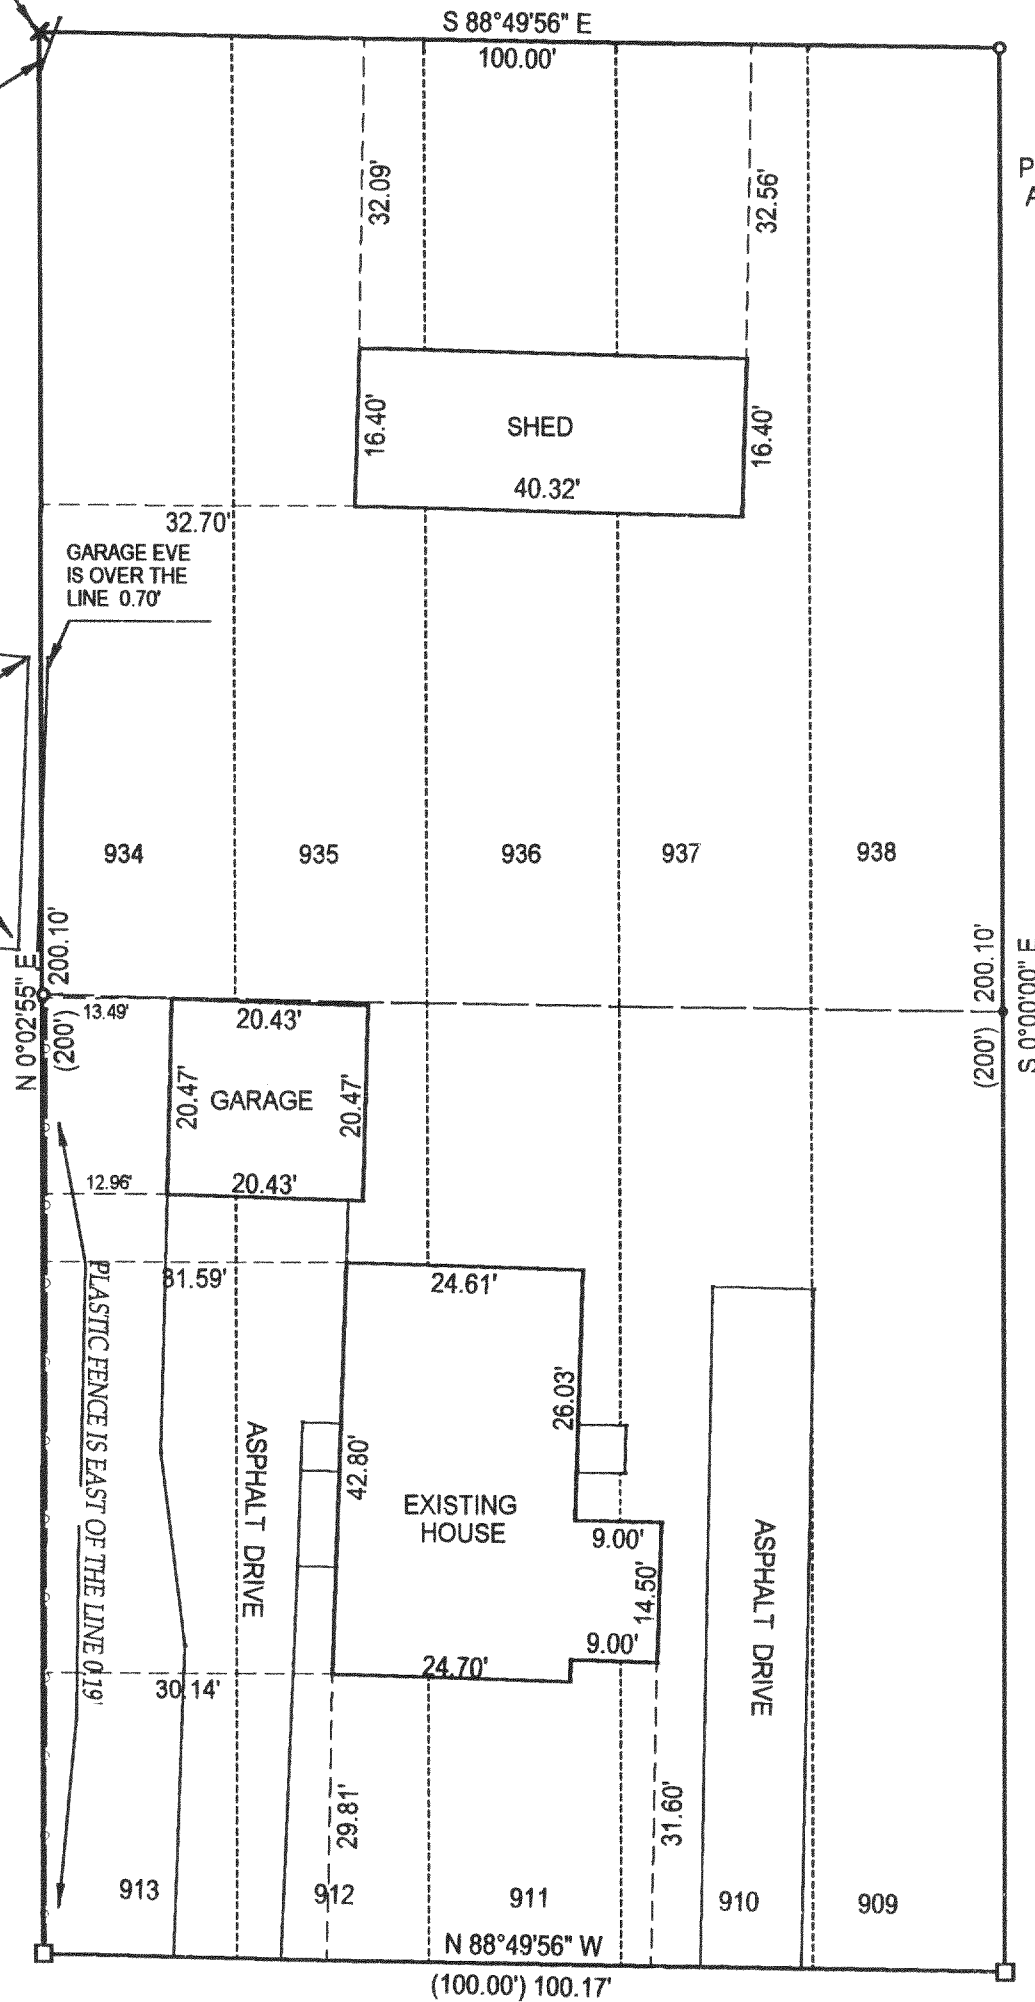 S 88°49'56" E
100.00'
32.09'
32.56'
P
A
16.40'
SHED
16.40'
40.32'
32.70'
GARAGE EVE
IS OVER THE
LINE 0.70'
934
935
936
937
938
N 0°02'55" E
200.10'
(200')
200.10'
(200')
S 0°00'00" E
13.49'
20.43'
20.47'
GARAGE
20.47'
12.96'
20.43'
31.59'
24.61'
PLASTIC FENCE IS EAST OF THE LINE 0.19'
ASPHALT DRIVE
42.80'
26.03'
EXISTING
HOUSE
9.00'
14.50'
9.00'
ASPHALT DRIVE
24.70'
30.14'
29.81'
31.60'
913
912
911
910
909
N 88°49'56" W
(100.00') 100.17'